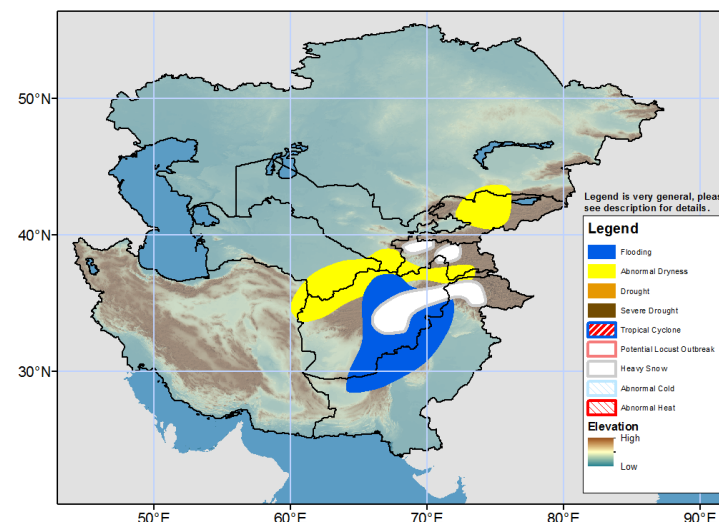 50°N
40°N
30°N
50°E
60°E
70°E
80°E
90°E
Legend is very general, pleas
see description for details.
Legend
Flooding
Abnormal Dryness
Drought
Severe Drought
Tropical Cyclone
Potential Locust Outbreak
Heavy Snow
Abnormal Cold
Abnormal Heat
Elevation
High
Low